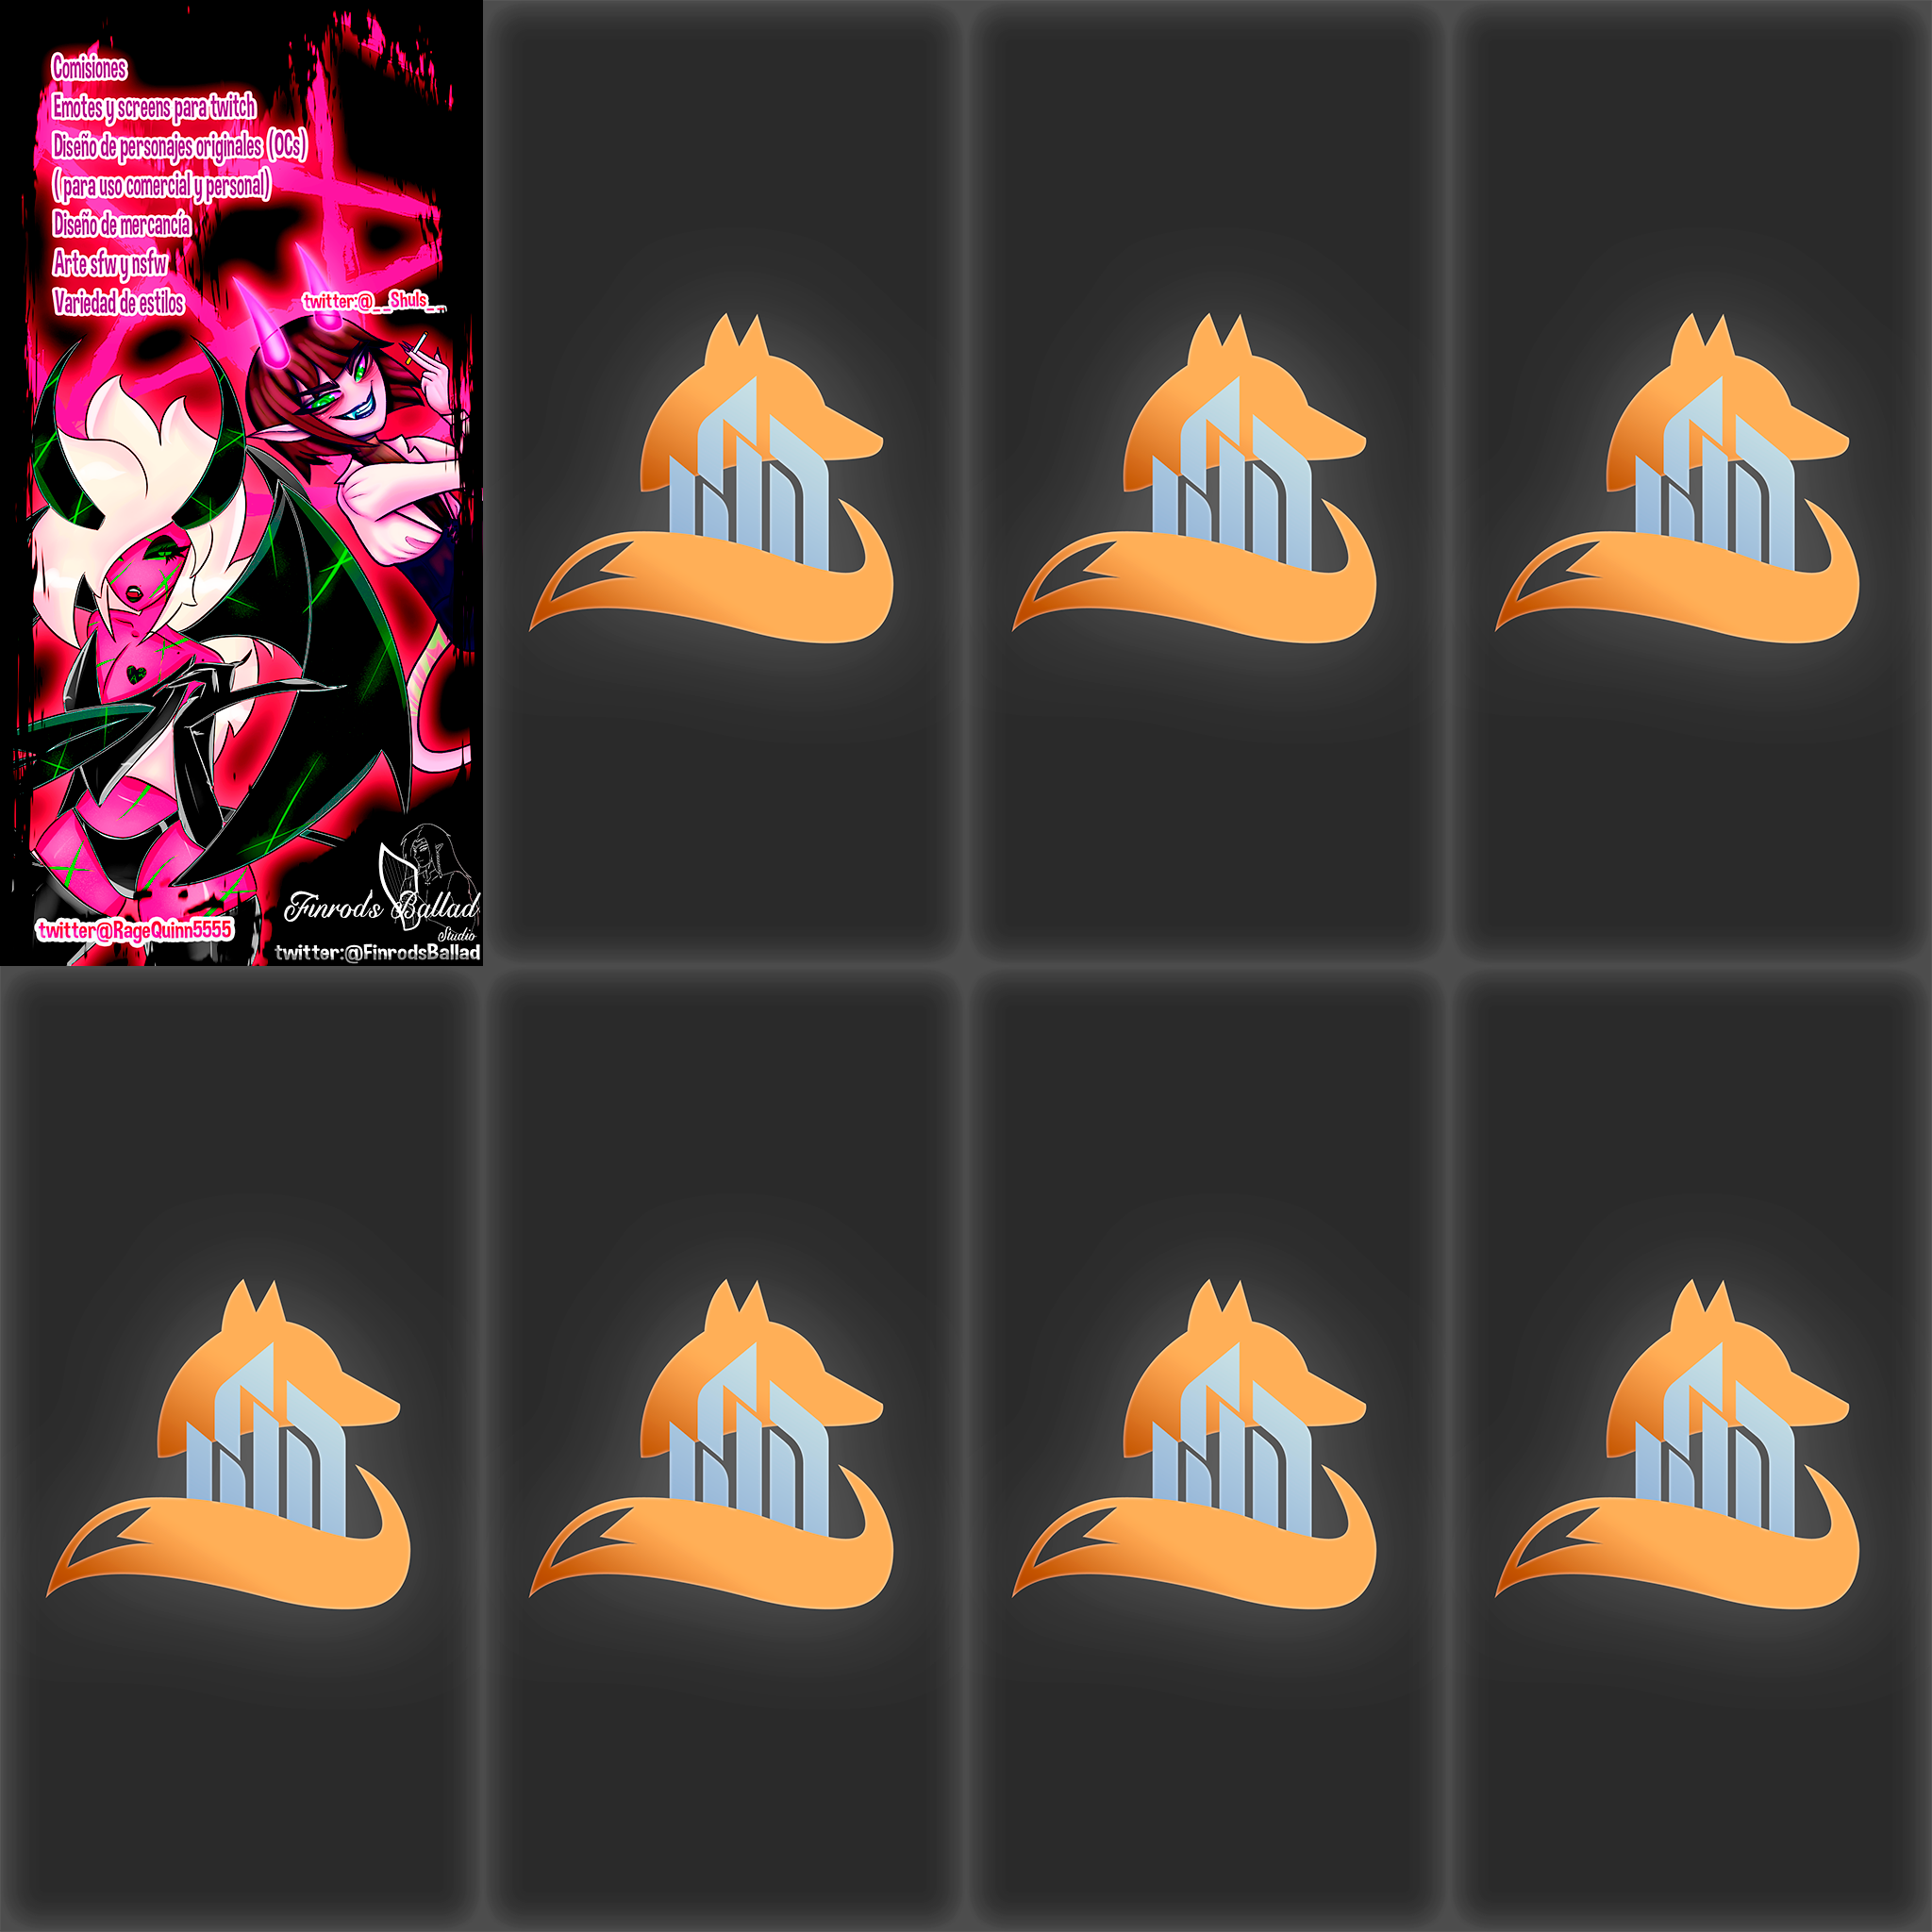 Comisiones
Emotes y screens para twitch
Diseño de personajes originales (OCs)
( para uso comercial y personal)
Diseño de mercancía
Arte sfw y nsfw
Variedad de estilos
twitter:@__Shuls__
twitter@RageQuinn5555
Finrod's Ballad
Studio
twitter:@FinrodsBallad